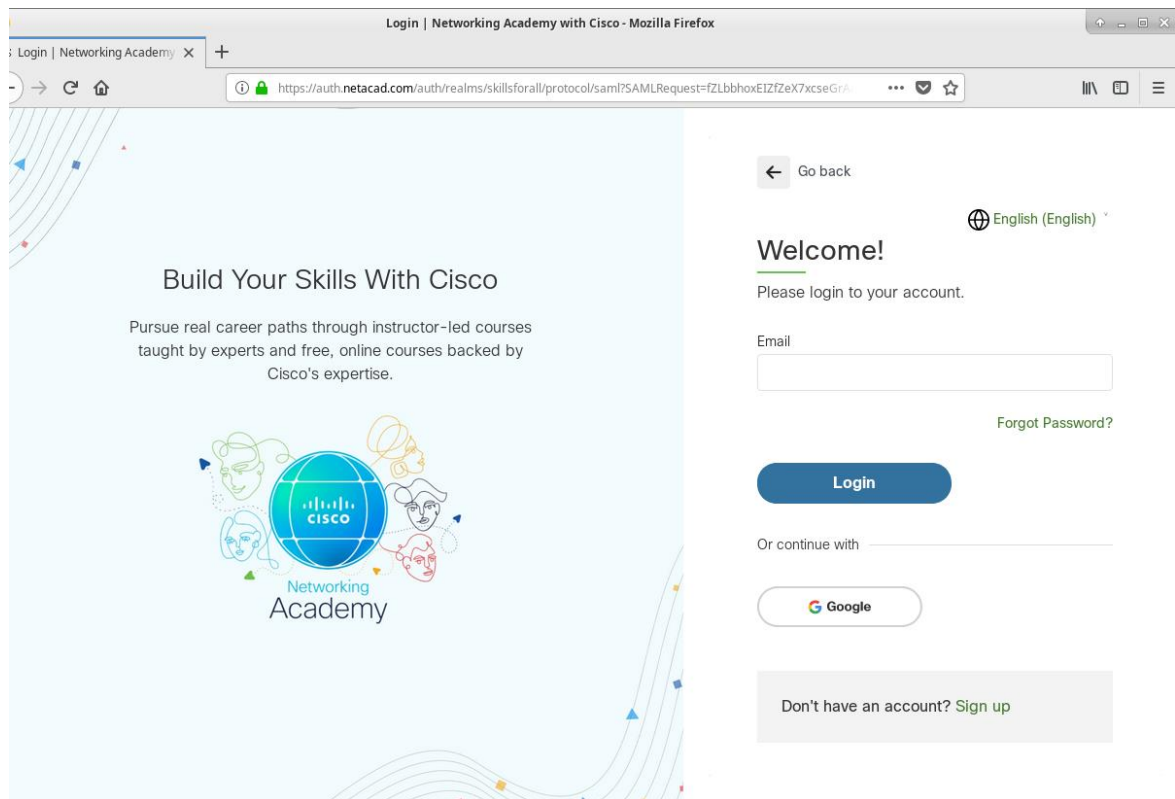 Login | Networking Academy with Cisco - Mozilla Firefox
Login | Networking Academy
https://auth.netacad.com/auth/realms/skillsforall/protocol/saml?SAMLRequest=
Go back
English (English)
Welcome!
Please login to your account.
Email
Forgot Password?
Login
Or continue with
Google
Don't have an account? Sign up
Build Your Skills With Cisco
Pursue real career paths through instructor-led courses
taught by experts and free, online courses backed by
Cisco's expertise.
CISCO
Networking
Academy